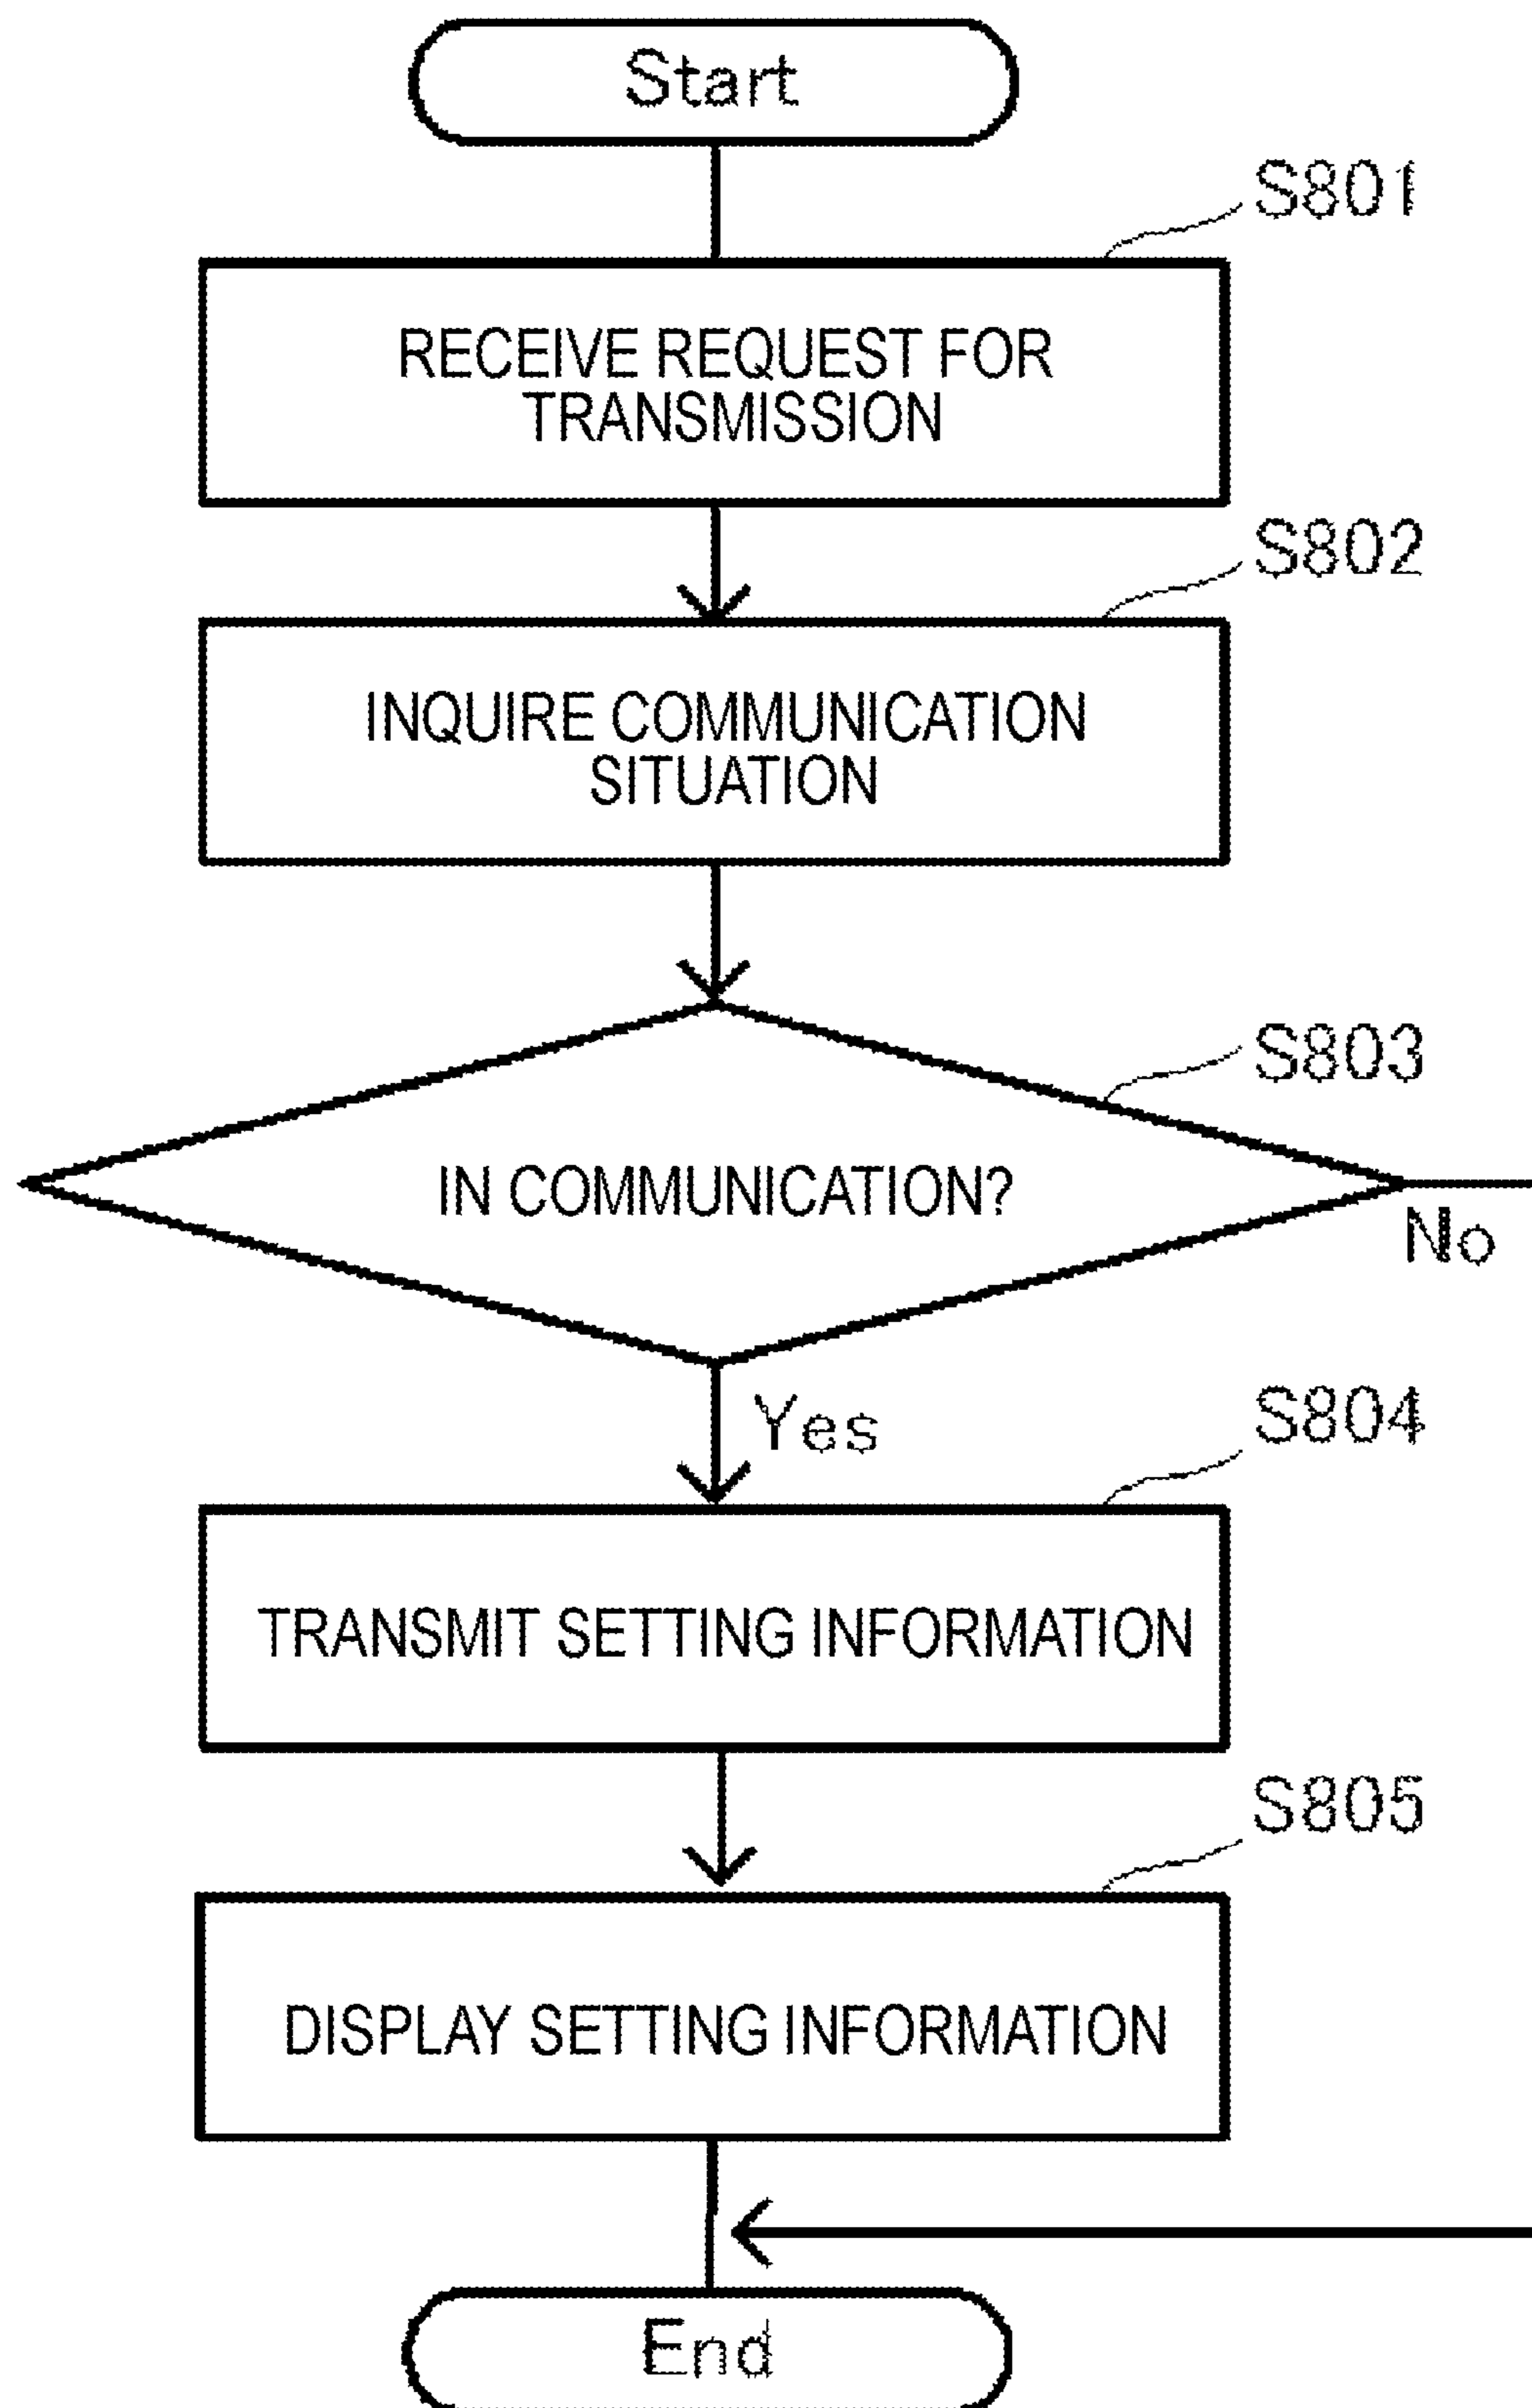 Start
S801
RECEIVE REQUEST FOR
TRANSMISSION
S802
INQUIRE COMMUNICATION
SITUATION
S803
IN COMMUNICATION?
No
Yes
S804
TRANSMIT SETTING INFORMATION
S805
DISPLAY SETTING INFORMATION
End